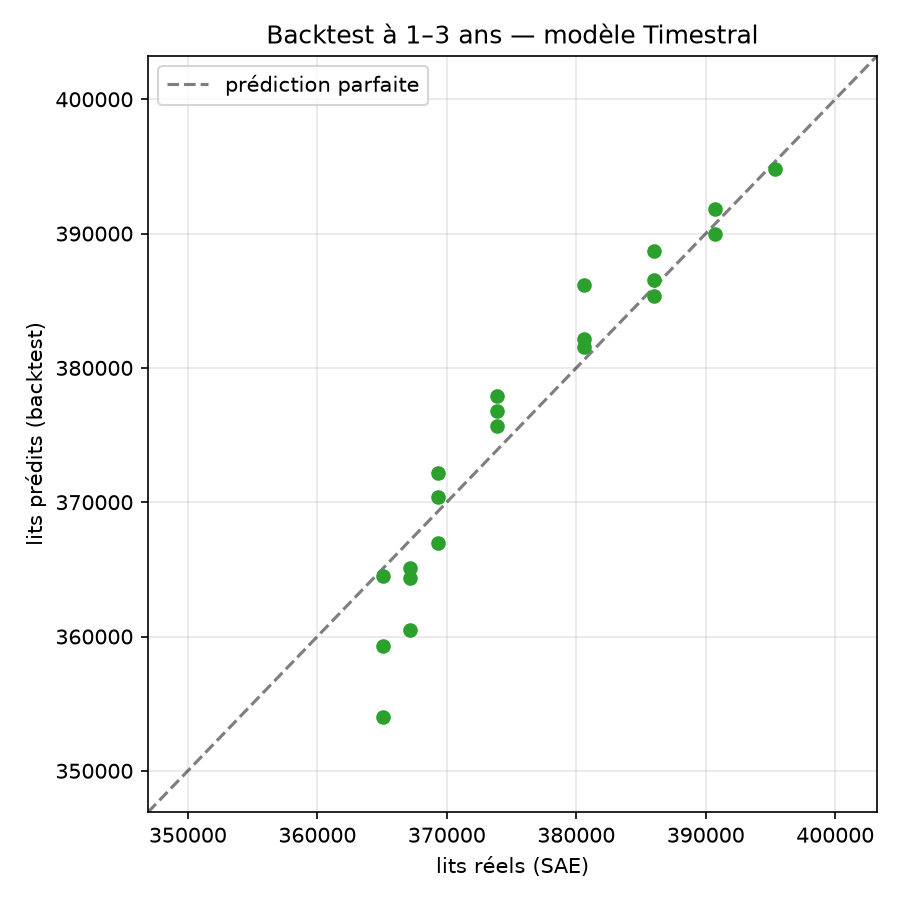 Backtest à 1–3 ans — modèle Timestral
prédiction parfaite
lits prédits (backtest)
400000
390000
380000
370000
360000
350000
350000 360000 370000 380000 390000 400000
lits réels (SAE)